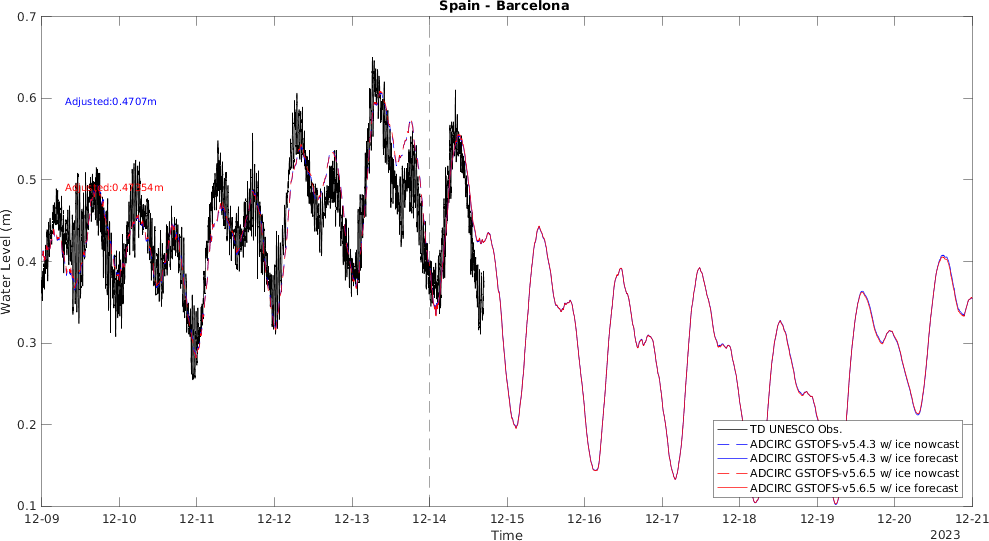 Spain - Barcelona
0.7
0.6
0.5
0.4
0.3
0.2
0.1
Water Level (m)
Adjusted:0.4707m
TD UNESCO Obs.
ADCIRC GSTOFS-v5.4.3 w/ ice nowcast
ADCIRC GSTOFS-v5.4.3 w/ ice forecast
ADCIRC GSTOFS-v5.6.5 w/ ice nowcast
ADCIRC GSTOFS-v5.6.5 w/ ice forecast
12-09 12-10 12-11 12-12 12-13 12-14 12-15 12-16 12-17 12-18 12-19 12-20 12-21
Time
2023